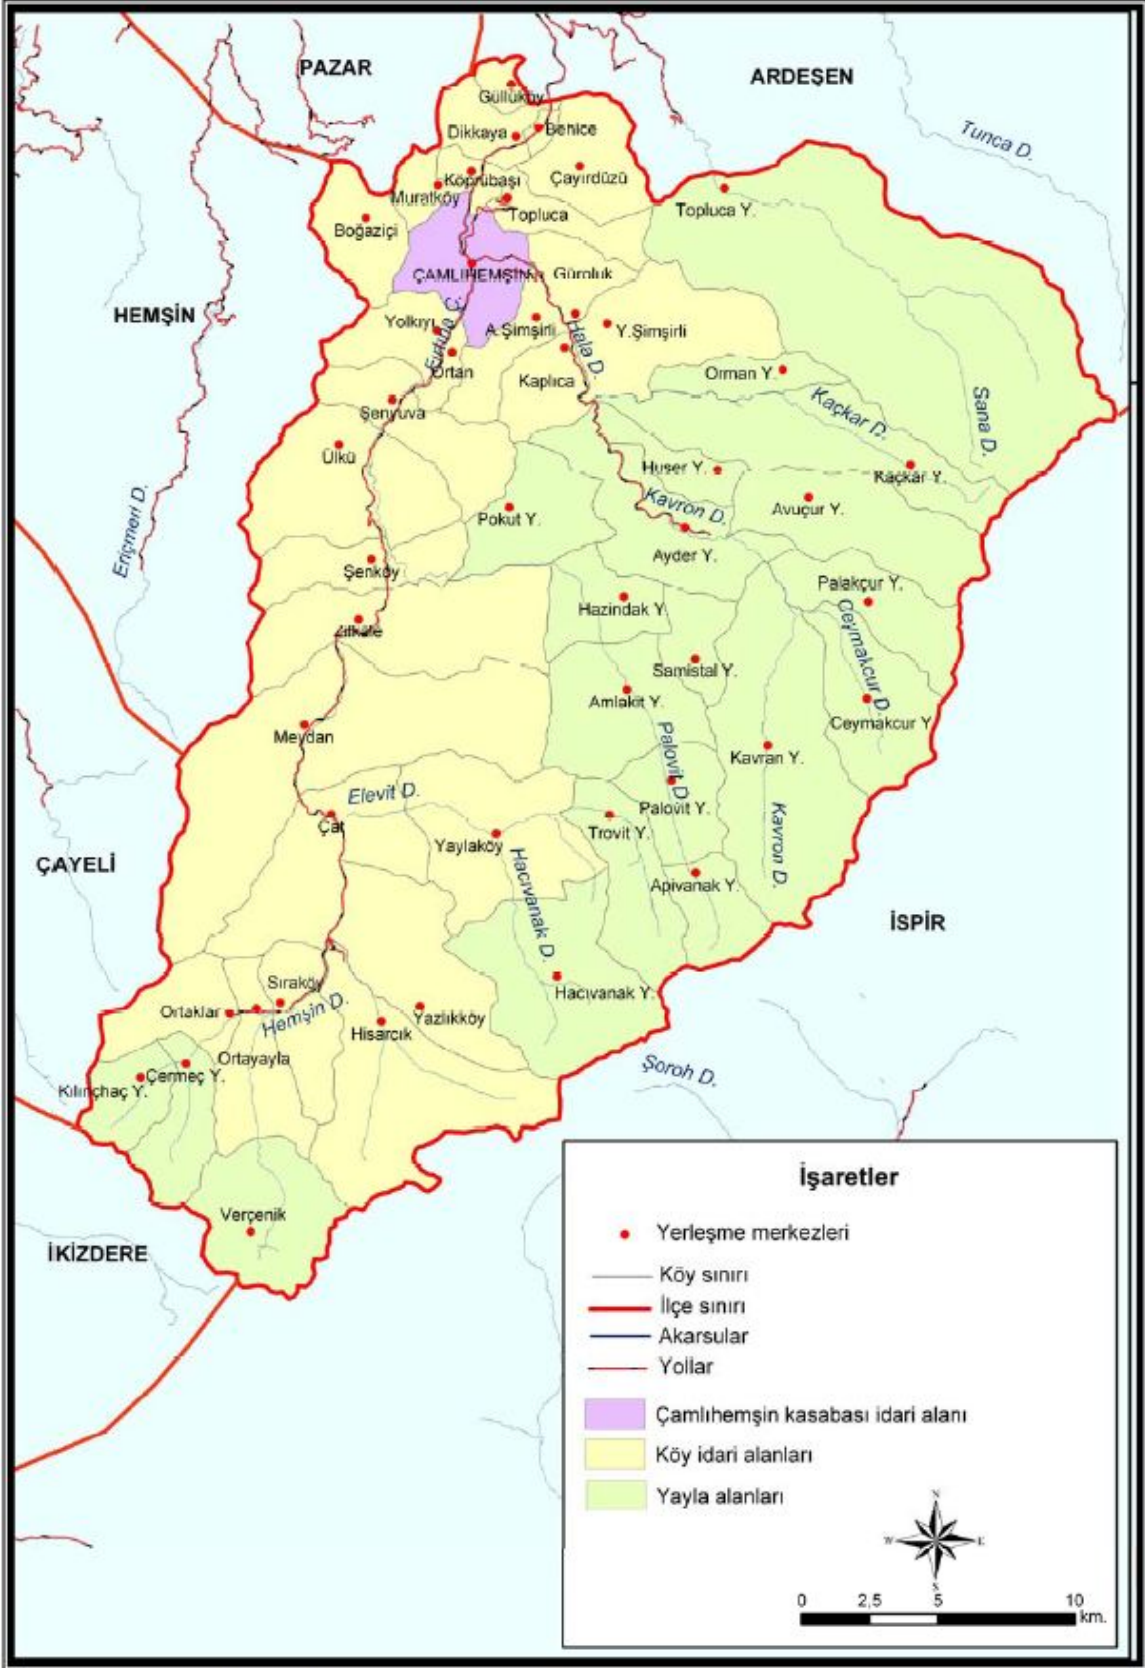 PAZAR
ARDEŞEN
Güllüköy
Dikkaya
Behice
Tunca D.
Köprübaşı
Çayırdüzü
Muratköy
Topluca
Topluca Y.
Boğaziçi
ÇAMLIHEMŞİN
Güroluk
HEMŞİN
Fırtına D.
Yolkıyı
A.Şimşirli
Y.Şimşirli
Hala D.
Ortan
Kaplıca
Orman Y.
Kaçkar D.
Sana D.
Şenyuva
Ülkü
Huser Y.
Kaçkar Y.
Eriçmeri D.
Pokut Y.
Kavron D.
Avuçur Y.
Ayder Y.
Şenköy
Palakçur Y.
Hazindak Y.
Ceymakcur D.
Zilkale
Samistal Y.
Amlakit Y.
Ceymakcur Y.
Meydan
Palovit D.
Kavran Y.
Elevit D.
Palovit Y.
Çat
Trovit Y.
Yaylaköy
Kavron D.
ÇAYELİ
Hacıvanak D.
Apivanak Y.
İSPİR
Sıraköy
Hacıvanak Y.
Ortaklar
Hemşin D.
Yazlıkköy
Hisarcık
Ortayayla
Şoroh D.
Çermeç Y.
Kılınçhaç Y.
Verçenik
İKİZDERE
İşaretler
Yerleşme merkezleri
Köy sınırı
İlçe sınırı
Akarsular
Yollar
Çamlıhemşin kasabası idari alanı
Köy idari alanları
Yayla alanları
N
W
E
S
0 2,5 5 10
km.